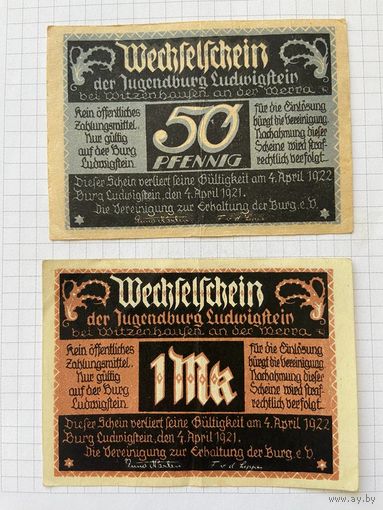 Wechselschein
der Jugendburg Ludwigstein
bei Witzenhausen an der Werra
Kein öffentliches
Zahlungsmittel.
Nur gültig
auf der Burg
Ludwigstein.
50
PFENNIG
für die Einlösung
bürgt die Vereinigung.
Nachahmung dieser
Scheine wird straf-
rechtlich verfolgt.
Dieser Schein verliert seine Gültigkeit am 4. April 1922
Burg Ludwigstein, den 4. April 1921.
Die Vereinigung zur Erhaltung der Burg e.V.
Wechselschein
der Jugendburg Ludwigstein
bei Witzenhausen an der Werra
Kein öffentliches
Zahlungsmittel.
Nur gültig
auf der Burg
Ludwigstein.
1 Mk
für die Einlösung
bürgt die Vereinigung.
Nachahmung dieser
Scheine wird straf-
rechtlich verfolgt.
Dieser Schein verliert seine Gültigkeit am 4. April 1922
Burg Ludwigstein, den 4. April 1921.
Die Vereinigung zur Erhaltung der Burg e.V.
www.ay.by